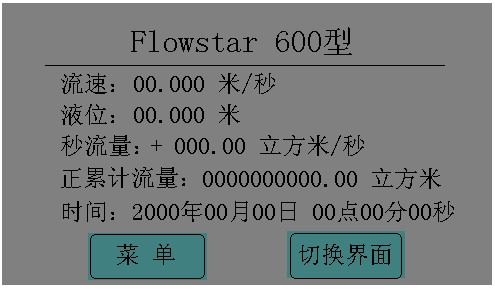 Flowstar 600型
流速：00.000 米/秒
液位：00.000 米
秒流量：+ 000.00 立方米/秒
正累计流量：0000000000.00 立方米
时间：2000年00月00日 00点00分00秒
菜 单
切换界面